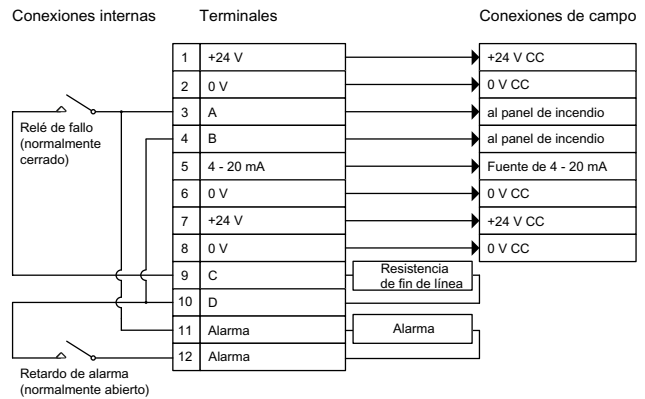 Conexiones internas Terminales Conexiones de campo
1 +24 V +24 V CC
2 0 V 0 V CC
3 A al panel de incendio
4 B al panel de incendio
5 4 - 20 mA Fuente de 4 - 20 mA
6 0 V 0 V CC
7 +24 V +24 V CC
8 0 V 0 V CC
9 C Resistencia
de fin de línea
10 D
11 Alarma Alarma
12 Alarma
Relé de fallo
(normalmente
cerrado)
Retardo de alarma
(normalmente abierto)